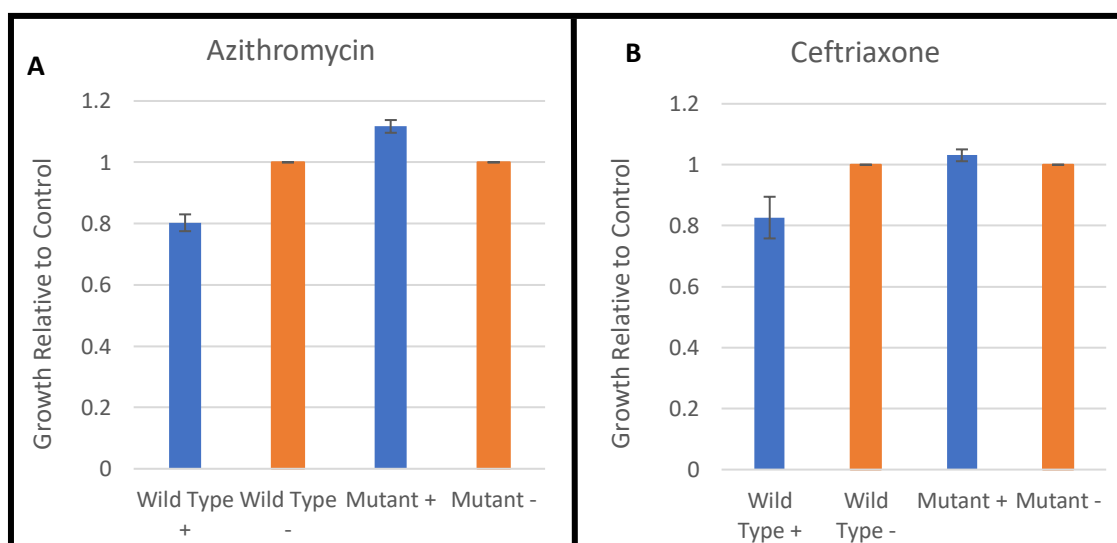 A
Azithromycin
Growth Relative to Control
1.2
1
0.8
0.6
0.4
0.2
0
Wild Type Wild Type Mutant + Mutant -
+ -
B
Ceftriaxone
Growth Relative to Control
1.2
1
0.8
0.6
0.4
0.2
0
Wild Wild Mutant + Mutant -
Type + Type -